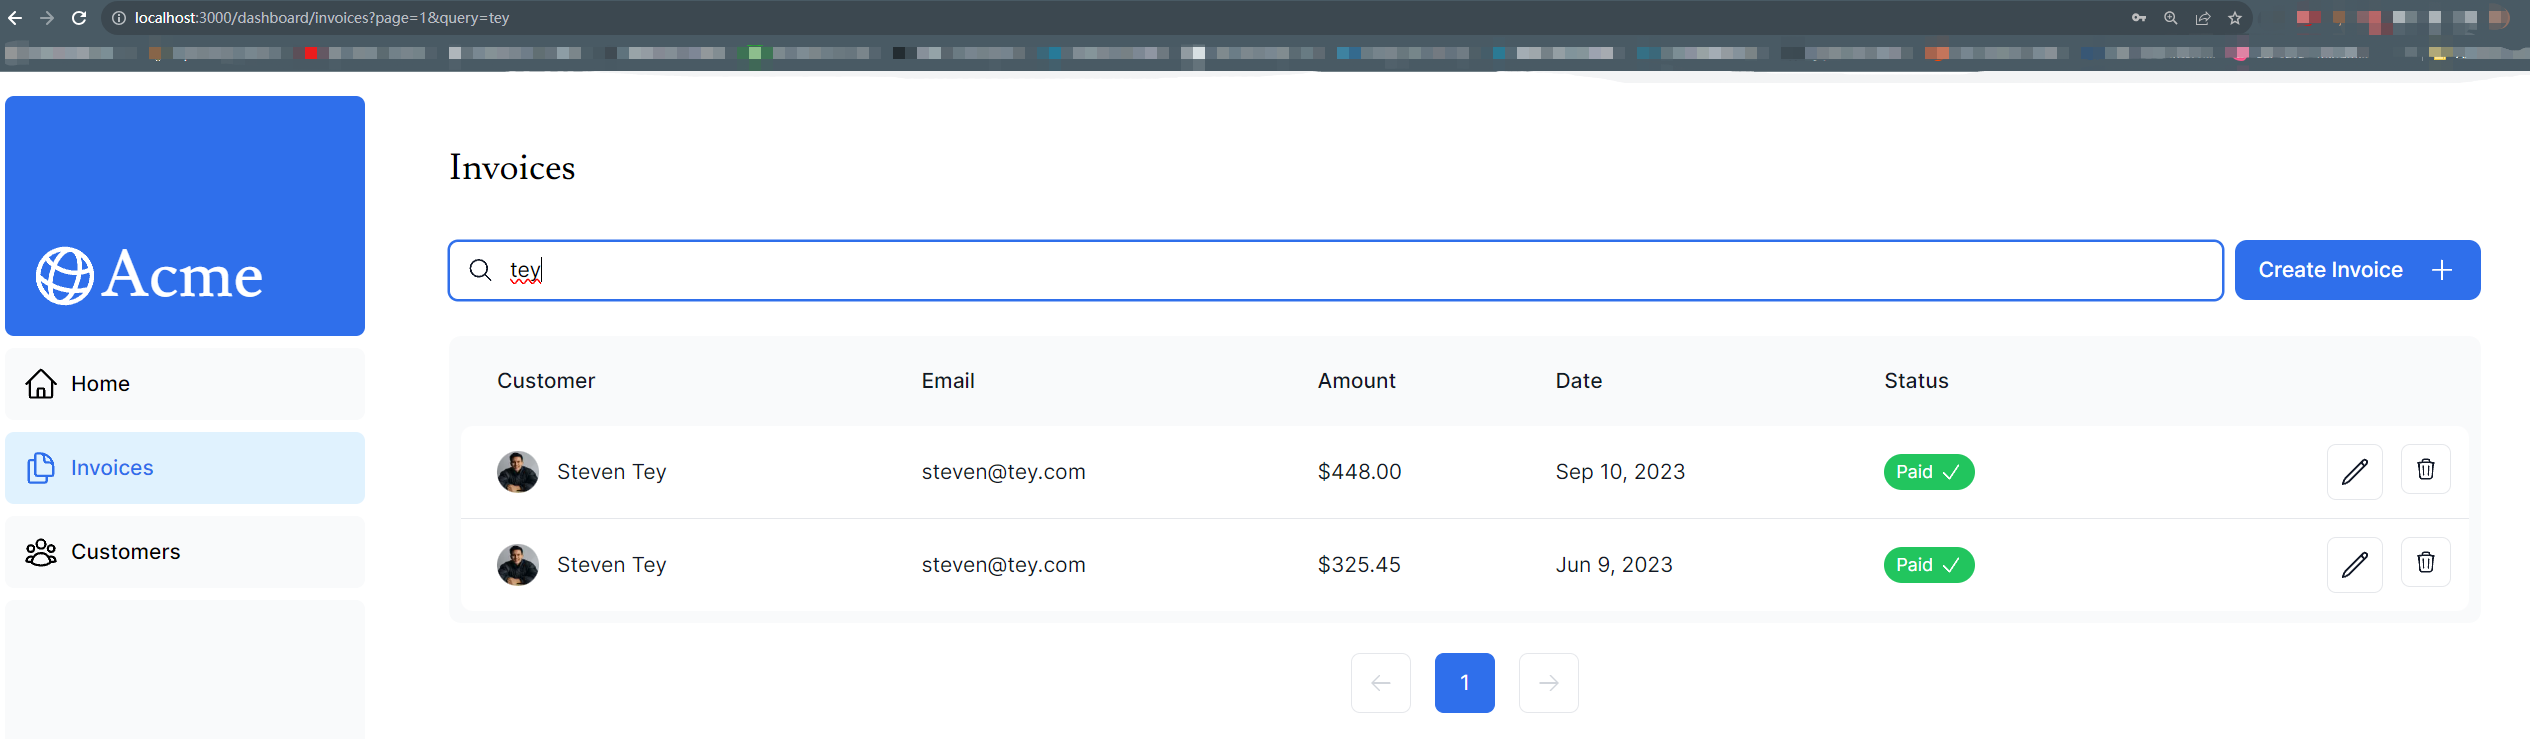 localhost:3000/dashboard/invoices?page=1&query=tey
Acme
Home
Invoices
Customers
Invoices
tey
Create Invoice
Customer Email Amount Date Status
Steven Tey steven@tey.com $448.00 Sep 10, 2023 Paid
Steven Tey steven@tey.com $325.45 Jun 9, 2023 Paid
1